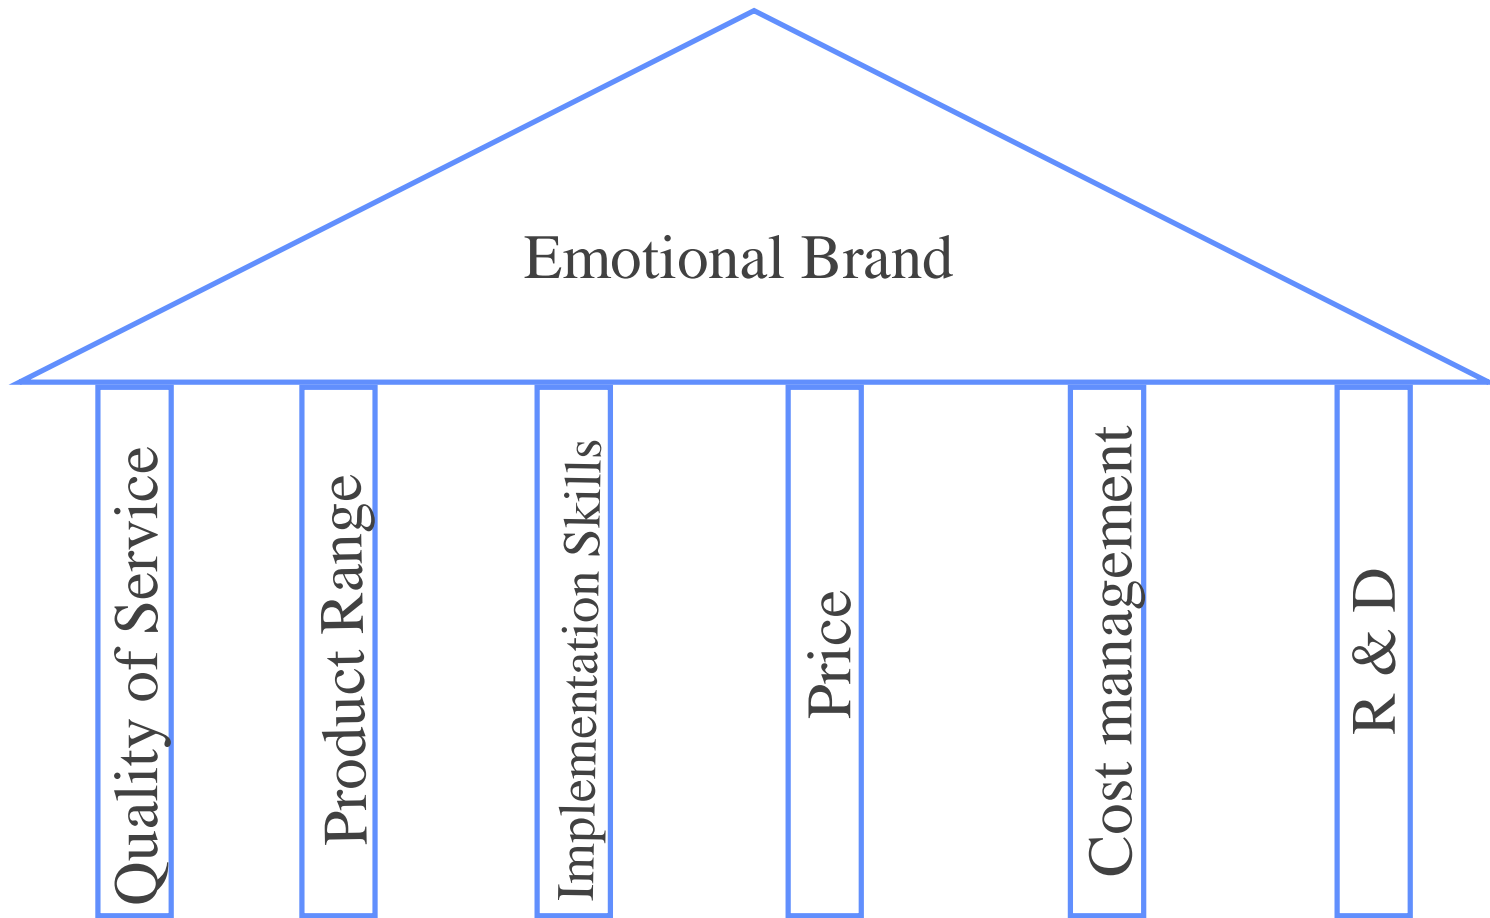 Emotional Brand
Quality of Service
Product Range
Implementation Skills
Price
Cost management
R & D